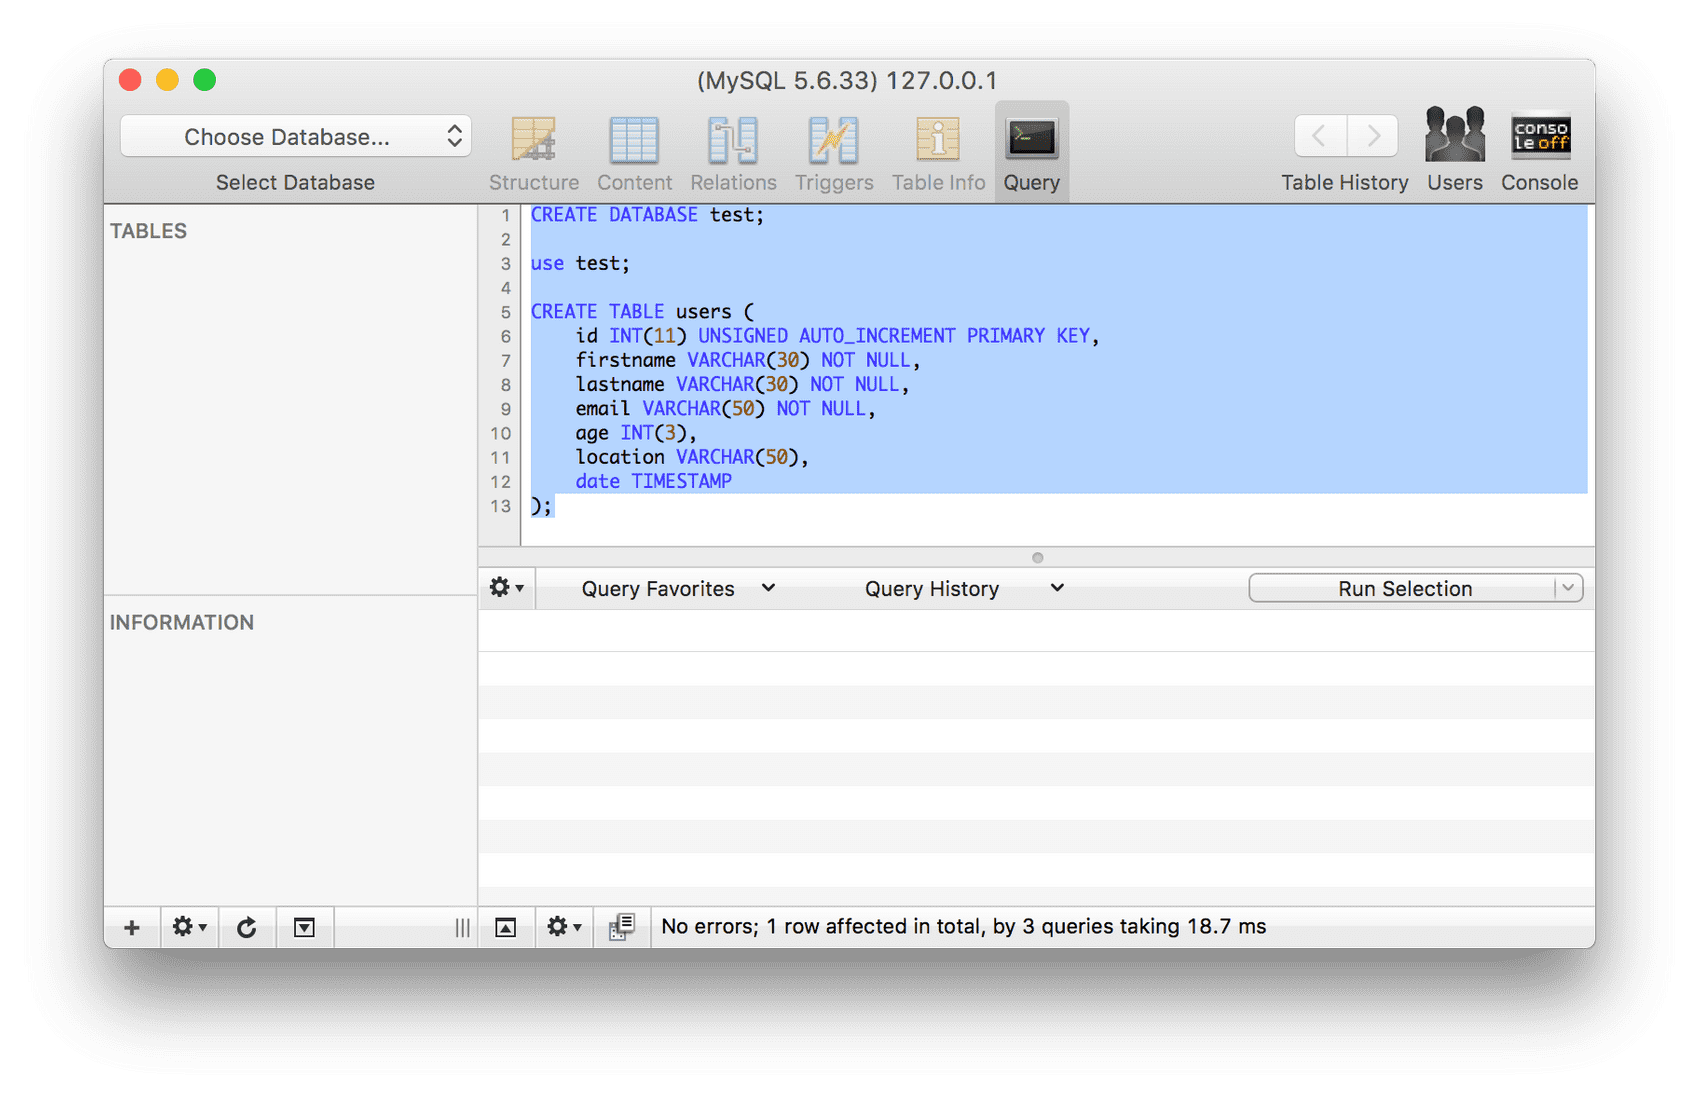 (MySQL 5.6.33) 127.0.0.1
Choose Database...
Select Database
Structure
Content
Relations
Triggers
Table Info
Query
Table History
Users
conso
le off
Console
TABLES
1 CREATE DATABASE test;
2
3 use test;
4
5 CREATE TABLE users (
6 id INT(11) UNSIGNED AUTO_INCREMENT PRIMARY KEY,
7 firstname VARCHAR(30) NOT NULL,
8 lastname VARCHAR(30) NOT NULL,
9 email VARCHAR(50) NOT NULL,
10 age INT(3),
11 location VARCHAR(50),
12 date TIMESTAMP
13 );
Query Favorites
Query History
Run Selection
INFORMATION
No errors; 1 row affected in total, by 3 queries taking 18.7 ms